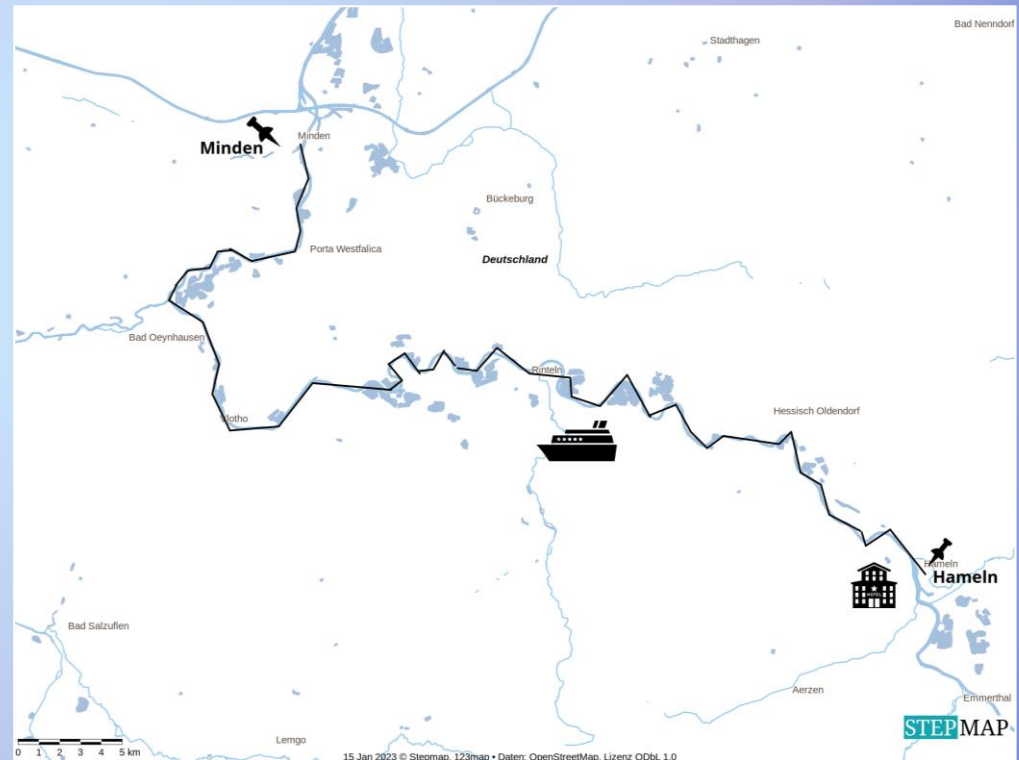 Bad Nenndorf
Stadthagen
Minden
Minden
Bückeburg
Porta Westfalica
Deutschland
Bad Oeynhausen
Rinteln
Vlotho
Hessisch Oldendorf
Hameln
Hameln
HOTEL
Bad Salzuflen
Aerzen
Emmerthal
STEPMAP
Lemgo
0 1 2 3 4 5 km
15 Jan 2023 © Stepmap, 123map • Daten: OpenStreetMap, Lizenz ODbL 1.0